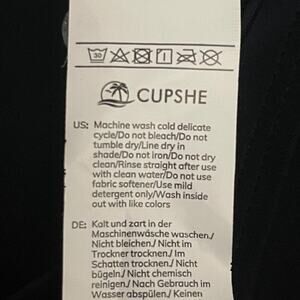 30
CUPSHE
US: Machine wash cold delicate
cycle/Do not bleach/Do not
tumble dry/Line dry in
shade/Do not iron/Do not dry
clean/Rinse straight after use
with clean water/Do not use
fabric softener/Use mild
detergent only/Wash inside
out with like colors
DE: Kalt und zart in der
Maschinenwäsche waschen./
Nicht bleichen./ Nicht im
Trockner trocknen./ Im
Schatten trocknen./ Nicht
bügeln./ Nicht chemisch
reinigen./ Nach Gebrauch im
Wasser abspülen./ Keinen